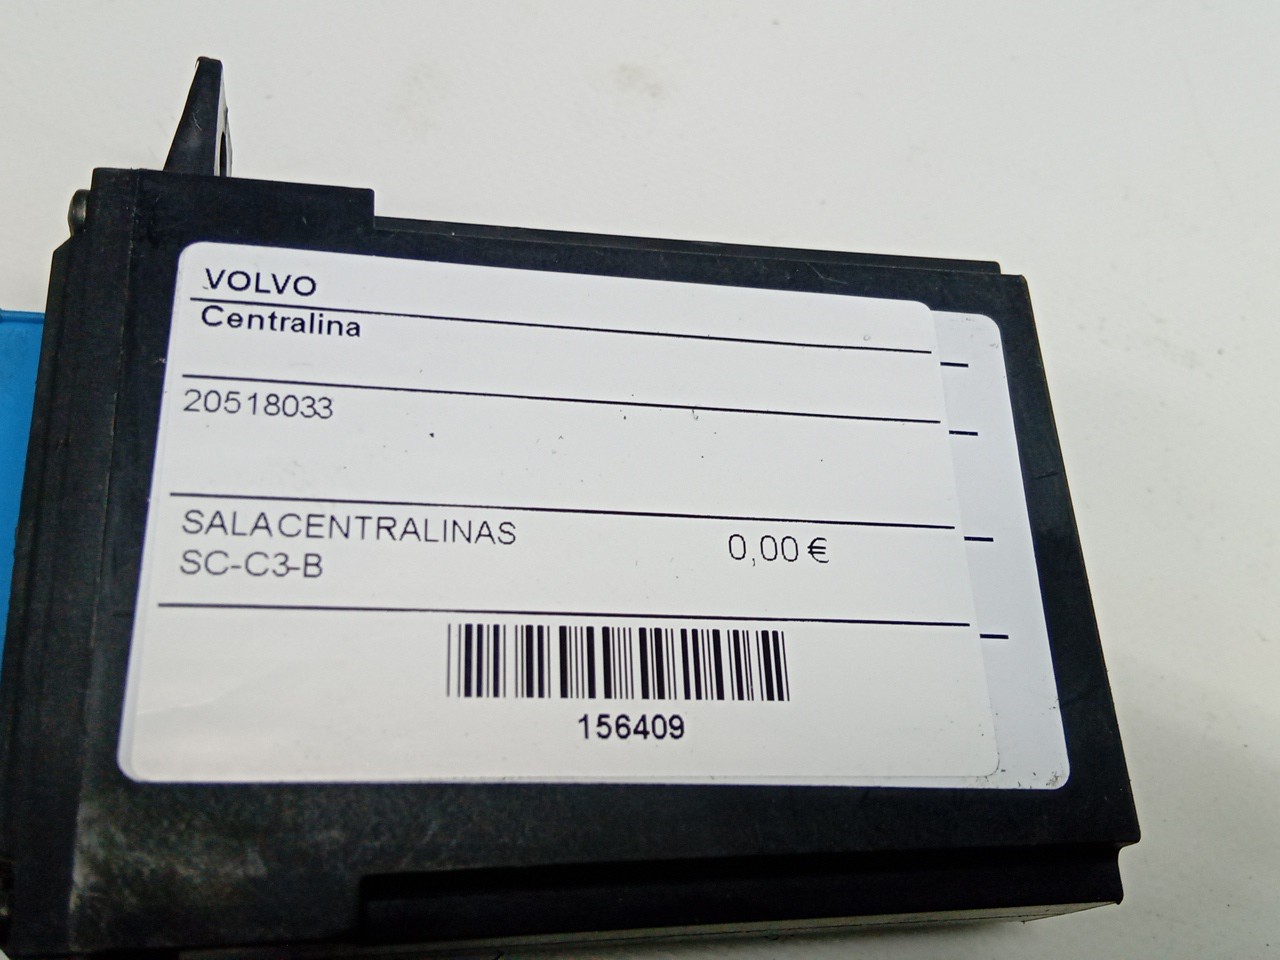 VOLVO
Centralina
20518033
SALACENTRALINAS
0,00 €
SC-C3-B
156409